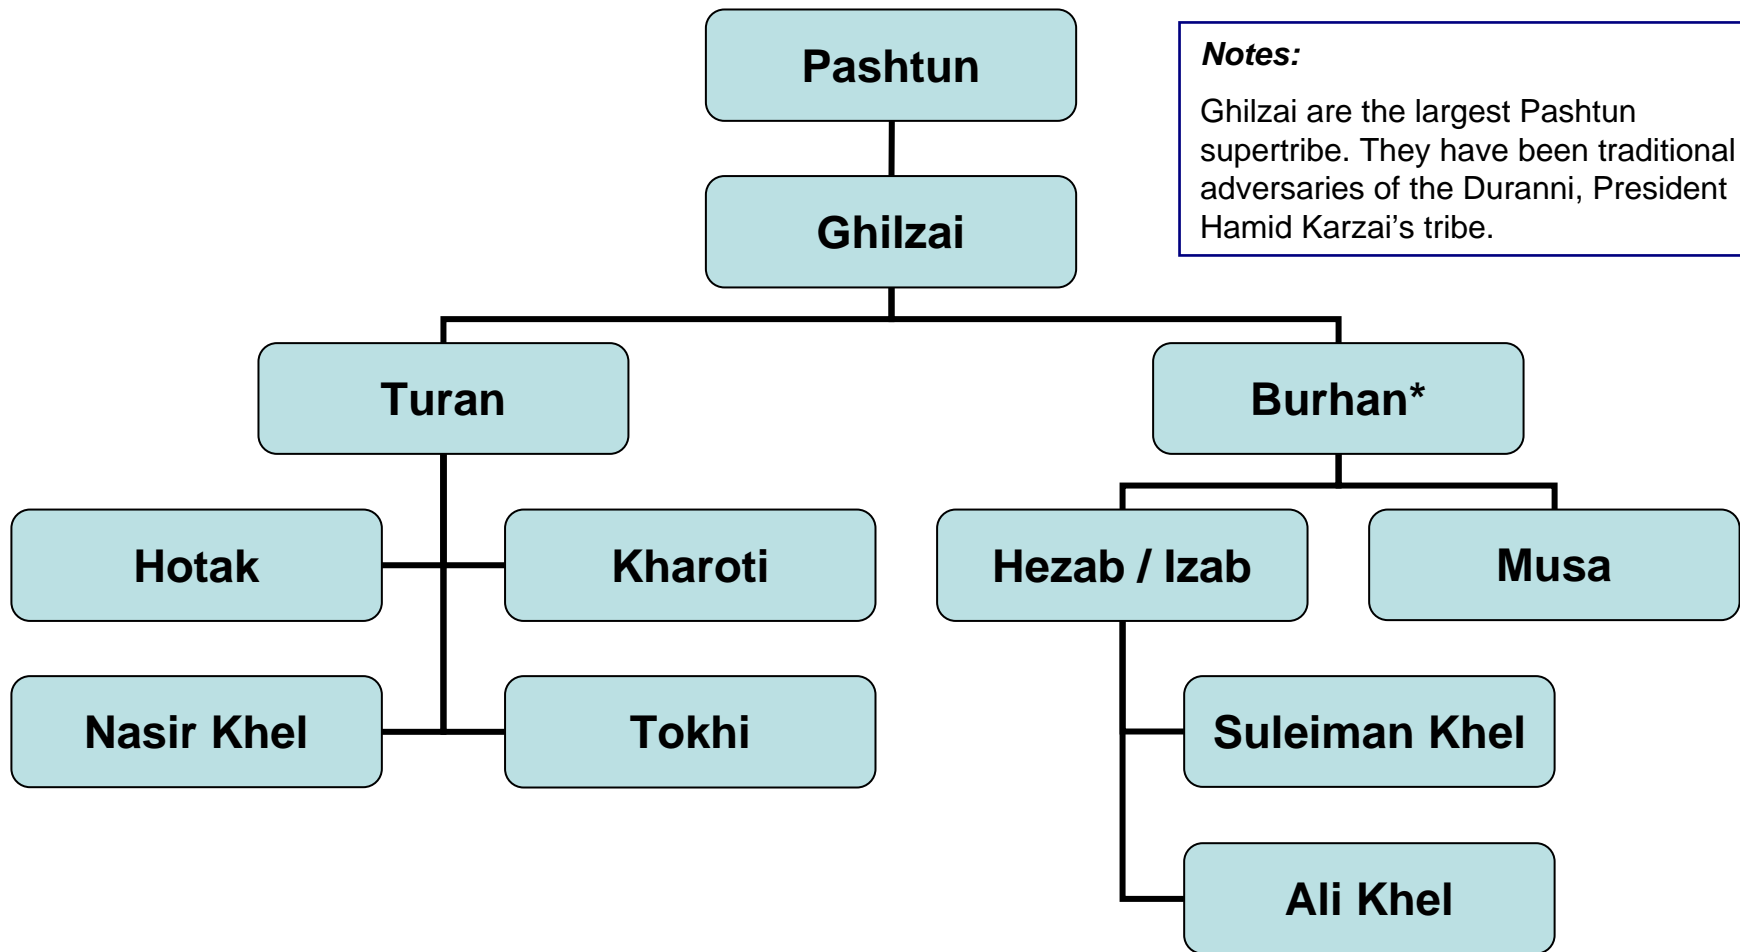 Pashtun
Notes:
Ghilzai are the largest Pashtun
supertribe. They have been traditional
adversaries of the Duranni, President
Hamid Karzai’s tribe.
Ghilzai
Turan
Burhan*
Hotak
Kharoti
Hezab / Izab
Musa
Nasir Khel
Tokhi
Suleiman Khel
Ali Khel